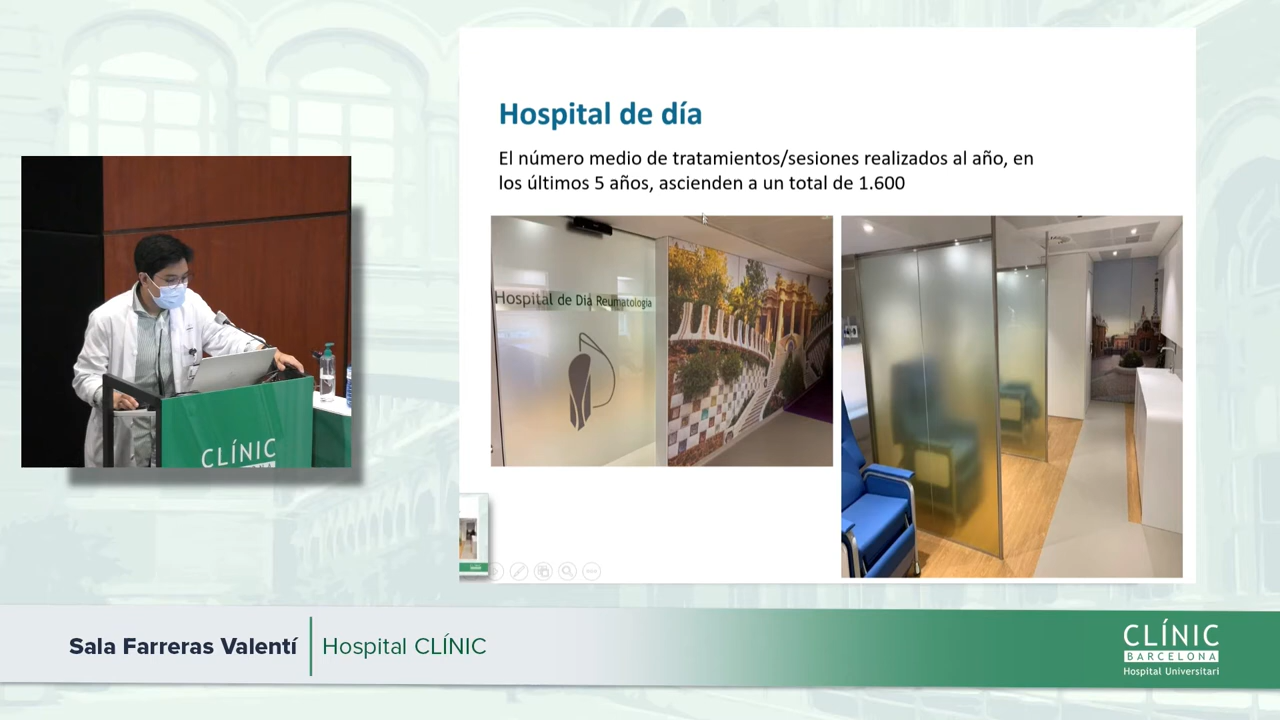 Hospital de día
El número medio de tratamientos/sesiones realizados al año, en
los últimos 5 años, ascienden a un total de 1.600
Hospital de Dia Reumatologia
CLÍNIC
Sala Farreras Valentí
Hospital CLÍNIC
CLÍNIC
BARCELONA
Hospital Universitari